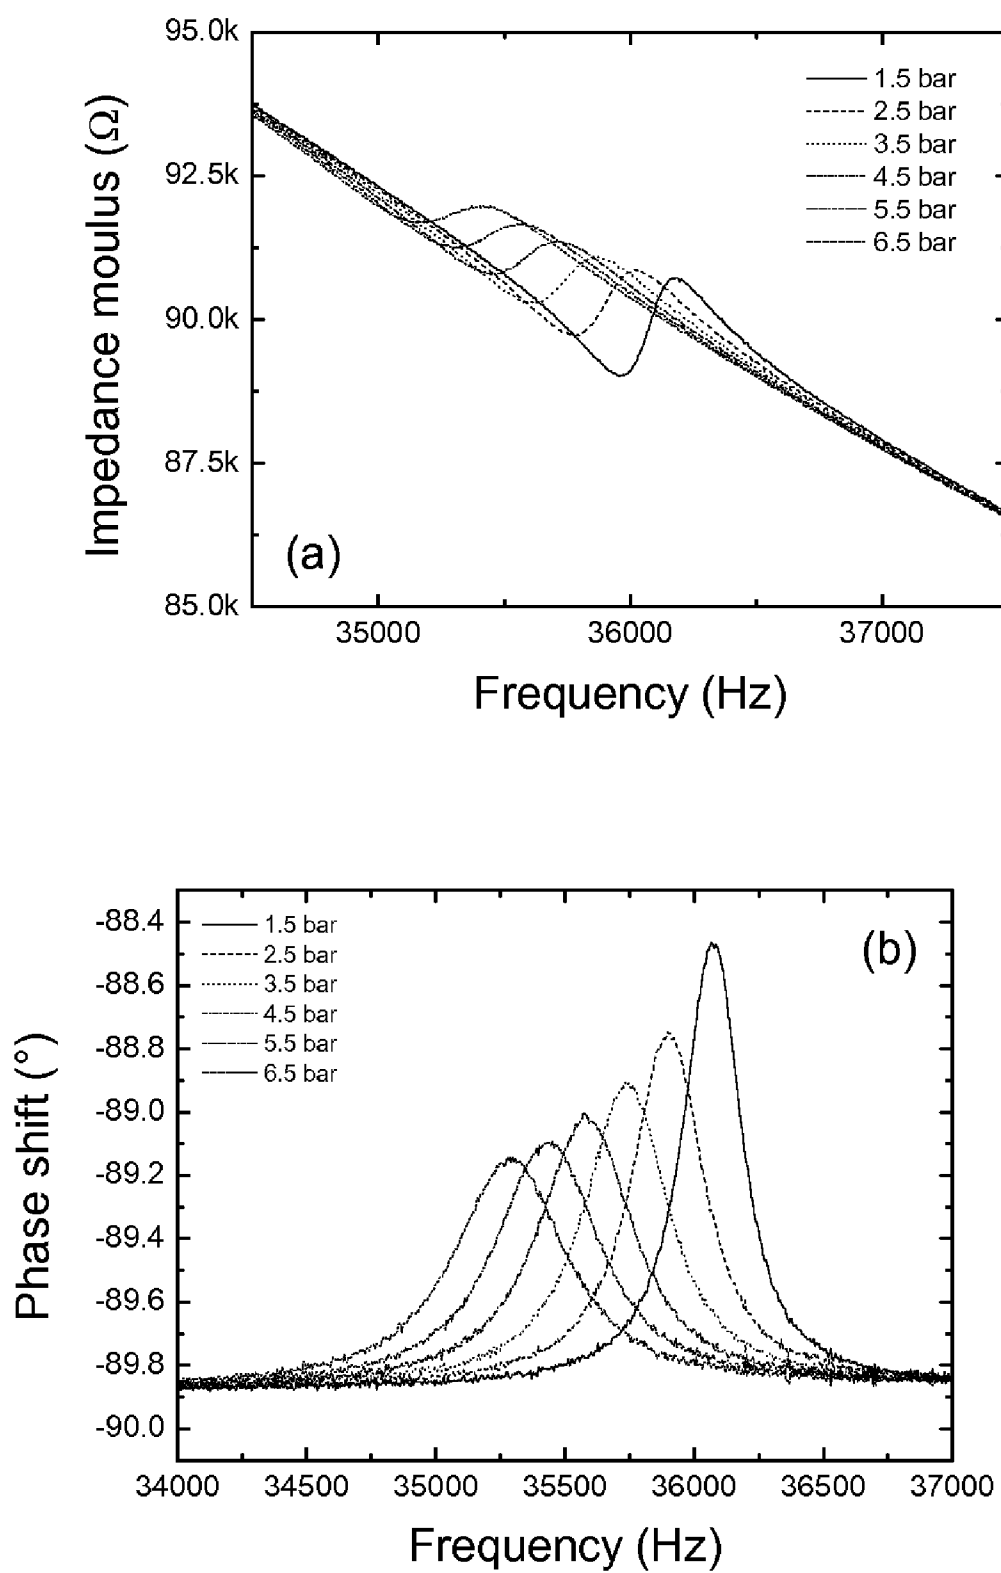 95.0k
92.5k
90.0k
87.5k
85.0k
Impedance moulus (Ω)
1.5 bar
2.5 bar
3.5 bar
4.5 bar
5.5 bar
6.5 bar
(a)
35000 36000 37000
Frequency (Hz)
-88.4
-88.6
-88.8
-89.0
-89.2
-89.4
-89.6
-89.8
-90.0
Phase shift (°)
1.5 bar
2.5 bar
3.5 bar
4.5 bar
5.5 bar
6.5 bar
(b)
34000 34500 35000 35500 36000 36500 37000
Frequency (Hz)